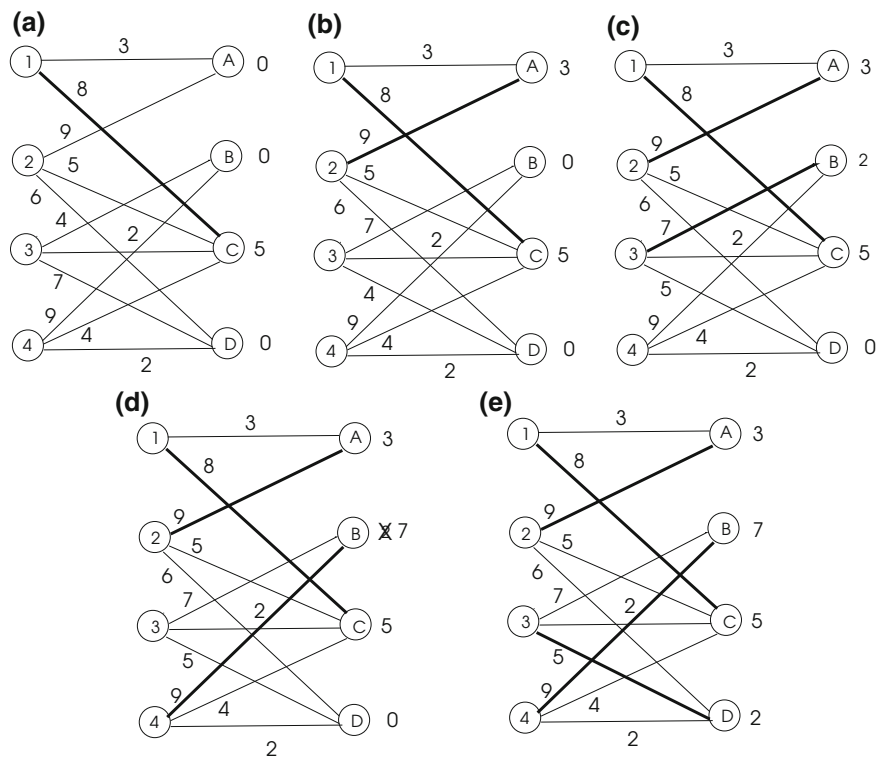 (a)
1 3 A 0
8
9
2 5 B 0
6 4 2
3 C 5
7
9 4
4 2 D 0
(b)
1 3 A 3
8
9
2 5 B 0
6 7 2
3 C 5
4
9 4
4 2 D 0
(c)
1 3 A 3
8
9
2 5 B 2
6 7 2
3 C 5
5
9 4
4 2 D 0
(d)
1 3 A 3
8
9
2 5 B 2 7
6 7 2
3 C 5
5
9 4
4 2 D 0
(e)
1 3 A 3
8
9
2 5 B 7
6 7 2
3 C 5
5
9 4
4 2 D 2